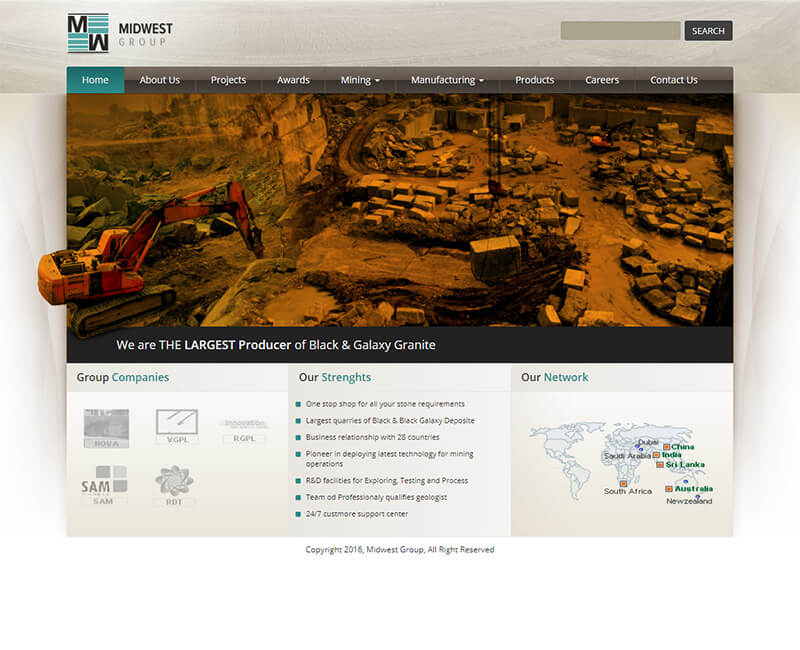 MW
MIDWEST
GROUP
SEARCH
Home About Us Projects Awards Mining Manufacturing Products Careers Contact Us
We are THE LARGEST Producer of Black & Galaxy Granite
Group Companies
NOVA
VGPL
Innovation
RGPL
SAM
SAM
RDT
Our Strenghts
One stop shop for all your stone requirements
Largest quarries of Black & Black Galaxy Deposite
Business relationship with 28 countries
Pioneer in deploying latest technology for mining
operations
R&D facilities for Exploring, Testing and Process
Team od Professionaly qualifies geologist
24/7 custmore support center
Our Network
Dubai
China
Saudi Arabia
India
Sri Lanka
South Africa
Australia
Newzealand
Copyright 2016, Midwest Group, All Right Reserved